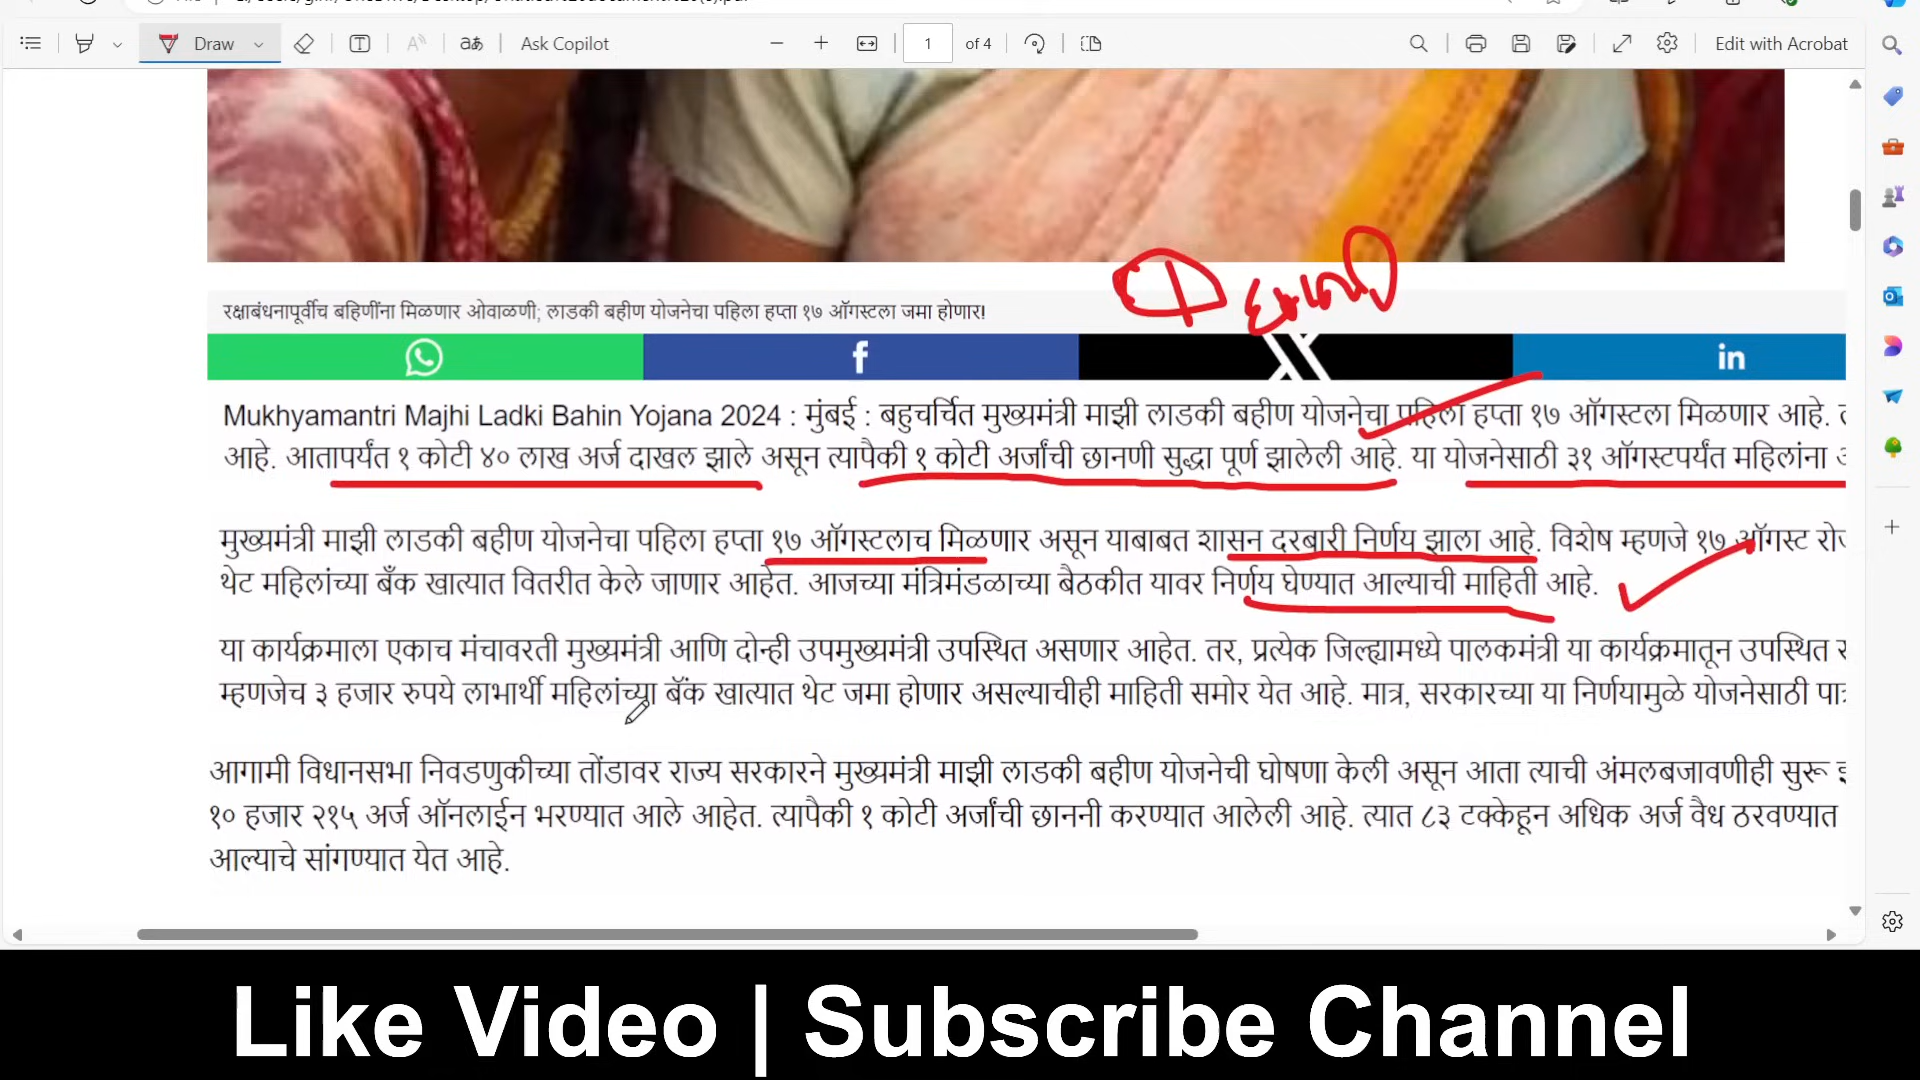 Draw
Ask Copilot
1 of 4
Edit with Acrobat
रक्षाबंधनापूर्वीच बहिणींना मिळणार ओवाळणी; लाडकी बहीण योजनेचा पहिला हप्ता १७ ऑगस्टला जमा होणार!
f
in
Mukhyamantri Majhi Ladki Bahin Yojana 2024 : मुंबई : बहुचर्चित मुख्यमंत्री माझी लाडकी बहीण योजनेचा पहिला हप्ता १७ ऑगस्टला मिळणार आहे.
आहे. आतापर्यंत १ कोटी ४० लाख अर्ज दाखल झाले असून त्यापैकी १ कोटी अर्जांची छानणी सुद्धा पूर्ण झालेली आहे. या योजनेसाठी ३१ ऑगस्टपर्यंत महिलांना
मुख्यमंत्री माझी लाडकी बहीण योजनेचा पहिला हप्ता १७ ऑगस्टलाच मिळणार असून याबाबत शासन दरबारी निर्णय झाला आहे. विशेष म्हणजे १७ ऑगस्ट
थेट महिलांच्या बँक खात्यात वितरीत केले जाणार आहेत. आजच्या मंत्रिमंडळाच्या बैठकीत यावर निर्णय घेण्यात आल्याची माहिती आहे.
या कार्यक्रमाला एकाच मंचावरती मुख्यमंत्री आणि दोन्ही उपमुख्यमंत्री उपस्थित असणार आहेत. तर, प्रत्येक जिल्ह्यामध्ये पालकमंत्री या कार्यक्रमातून उपस्थित
म्हणजेच ३ हजार रुपये लाभार्थी महिलांच्या बॅंक खात्यात थेट जमा होणार असल्याचीही माहिती समोर येत आहे. मात्र, सरकारच्या या निर्णयामुळे योजनेसाठी
आगामी विधानसभा निवडणुकीच्या तोंडावर राज्य सरकारने मुख्यमंत्री माझी लाडकी बहीण योजनेची घोषणा केली असून आता त्याची अंमलबजावणीही सुरू
१० हजार २१५ अर्ज ऑनलाईन भरण्यात आले आहेत. त्यापैकी १ कोटी अर्जांची छाननी करण्यात आलेली आहे. त्यात ८३ टक्केहून अधिक अर्ज वैध ठरवण्यात
आल्याचे सांगण्यात येत आहे.
Like Video | Subscribe Channel